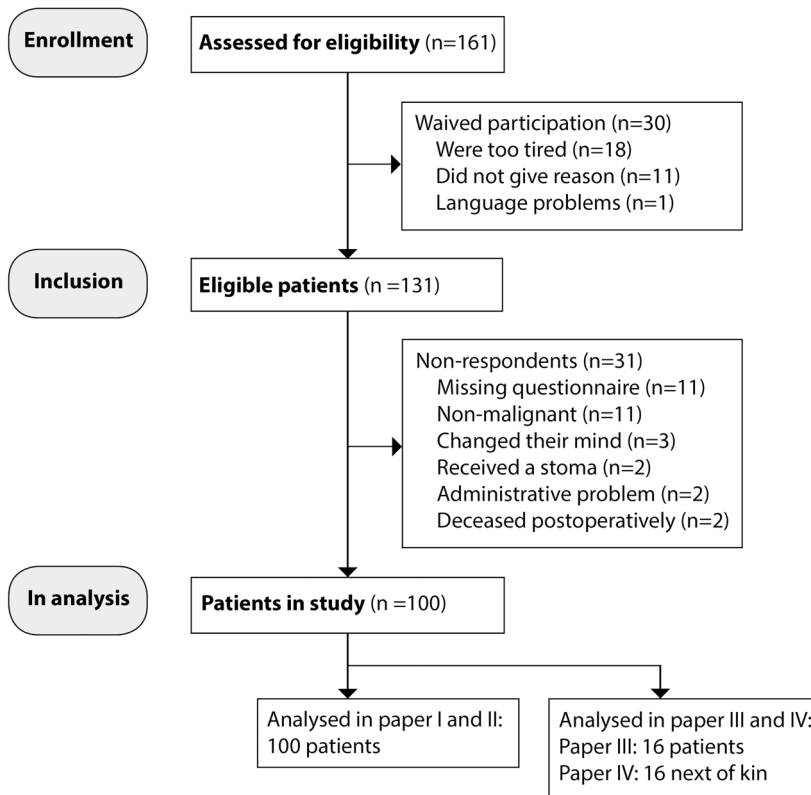 Enrollment
Assessed for eligibility (n=161)
Waived participation (n=30)
Were too tired (n=18)
Did not give reason (n=11)
Language problems (n=1)
Inclusion
Eligible patients (n =131)
Non-respondents (n=31)
Missing questionnaire (n=11)
Non-malignant (n=11)
Changed their mind (n=3)
Received a stoma (n=2)
Administrative problem (n=2)
Deceased postoperatively (n=2)
In analysis
Patients in study (n =100)
Analysed in paper I and II:
100 patients
Analysed in paper III and IV:
Paper III: 16 patients
Paper IV: 16 next of kin